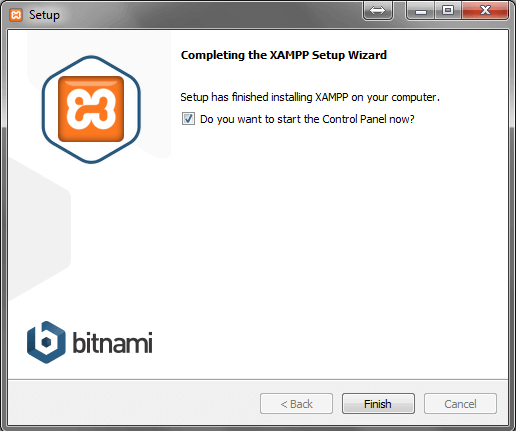 Setup
Completing the XAMPP Setup Wizard
Setup has finished installing XAMPP on your computer.
Do you want to start the Control Panel now?
bitnami
< Back
Finish
Cancel